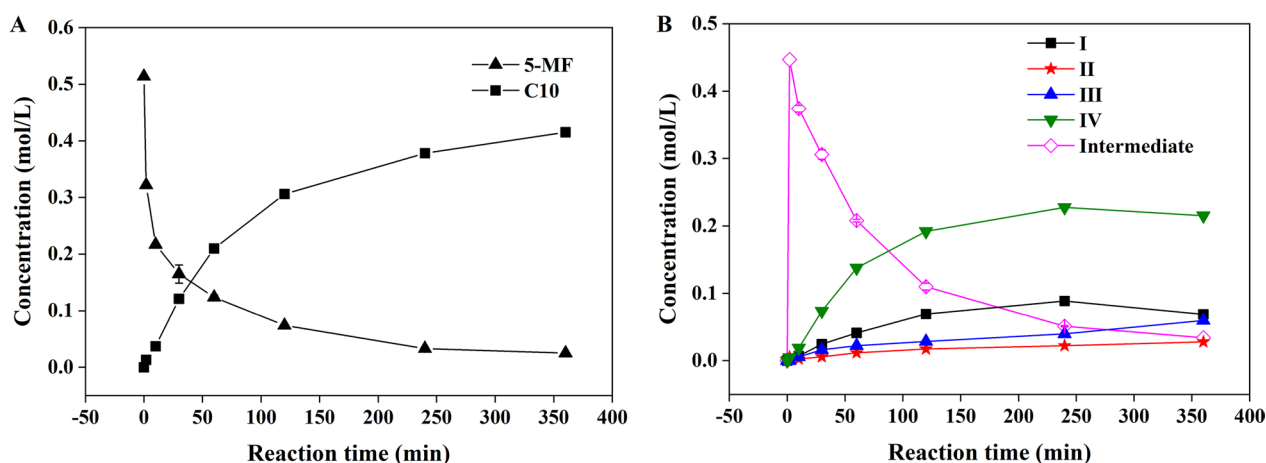 A
0.6
0.5
0.4
0.3
0.2
0.1
0.0
Concentration (mol/L)
5-MF
C10
-50 0 50 100 150 200 250 300 350 400
Reaction time (min)
B
0.5
0.4
0.3
0.2
0.1
0.0
Concentration (mol/L)
I
II
III
IV
Intermediate
-50 0 50 100 150 200 250 300 350 400
Reaction time (min)